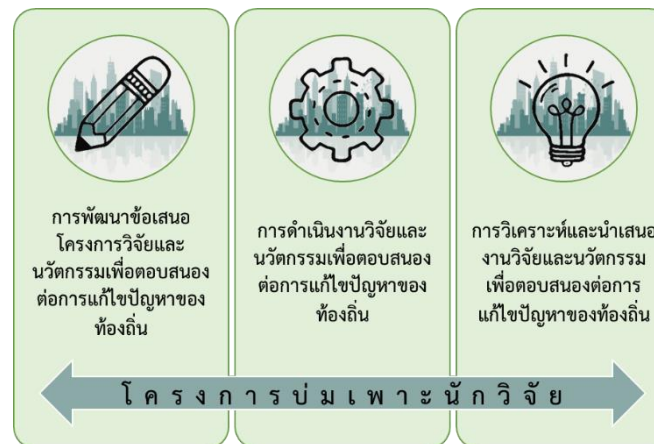 การพัฒนาข้อเสนอ
โครงการวิจัยและ
นวัตกรรมเพื่อตอบสนอง
ต่อการแก้ไขปัญหาของ
ท้องถิ่น
การดำเนินงานวิจัยและ
นวัตกรรมเพื่อตอบสนอง
ต่อการแก้ไขปัญหาของ
ท้องถิ่น
การวิเคราะห์และนำเสนอ
งานวิจัยและนวัตกรรม
เพื่อตอบสนองต่อการ
แก้ไขปัญหาของท้องถิ่น
โครงการบ่มเพาะนักวิจัย